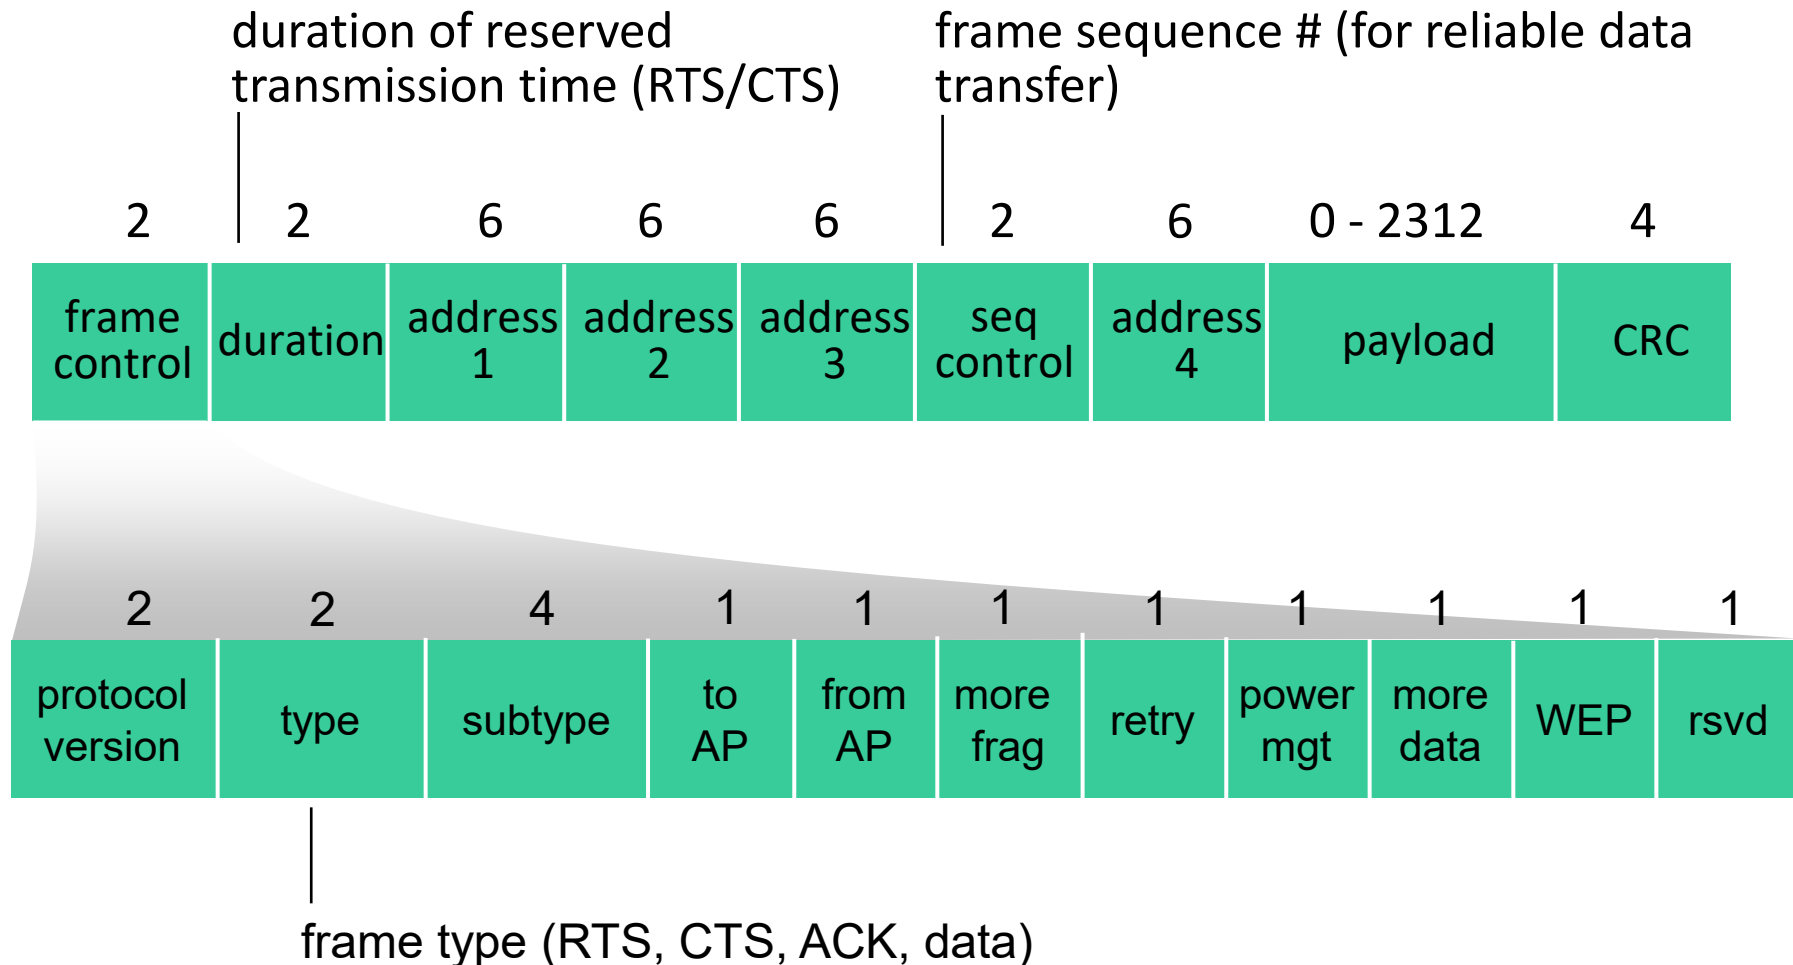 duration of reserved
transmission time (RTS/CTS)
frame sequence # (for reliable data
transfer)
2 2 6 6 6 2 6 0 - 2312 4
frame
control
duration
address
1
address
2
address
3
seq
control
address
4
payload
CRC
2 2 4 1 1 1 1 1 1 1 1
protocol
version
type
subtype
to
AP
from
AP
more
frag
retry
power
mgt
more
data
WEP
rsvd
frame type (RTS, CTS, ACK, data)